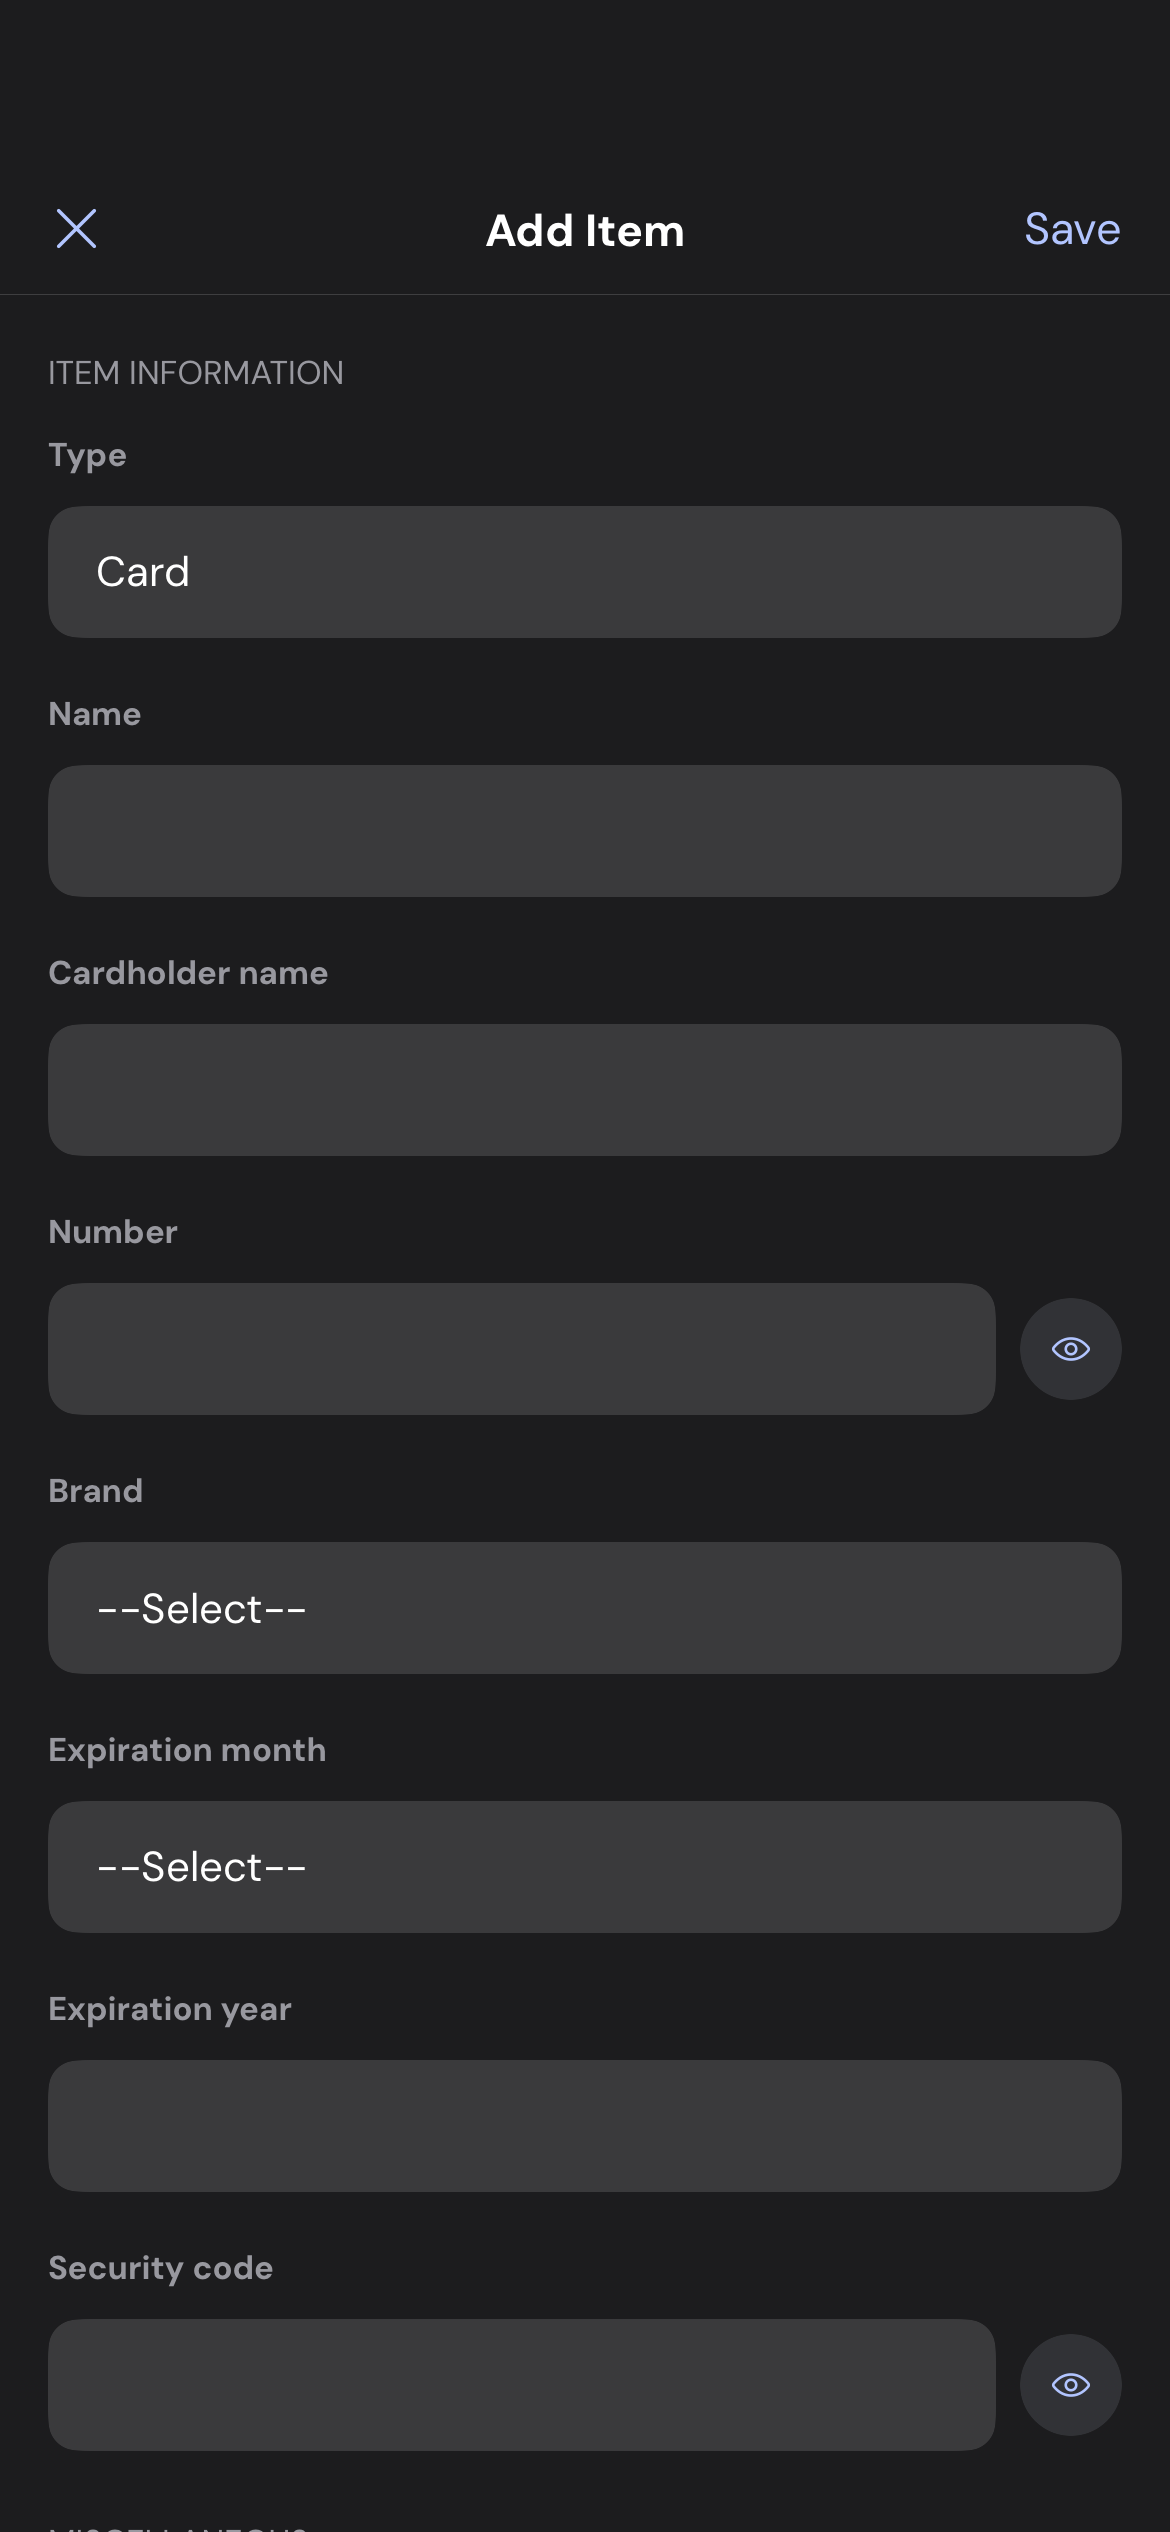 Add Item
Save
ITEM INFORMATION
Type
Card
Name
Cardholder name
Number
Brand
--Select--
Expiration month
--Select--
Expiration year
Security code
MISCELLANEOUS